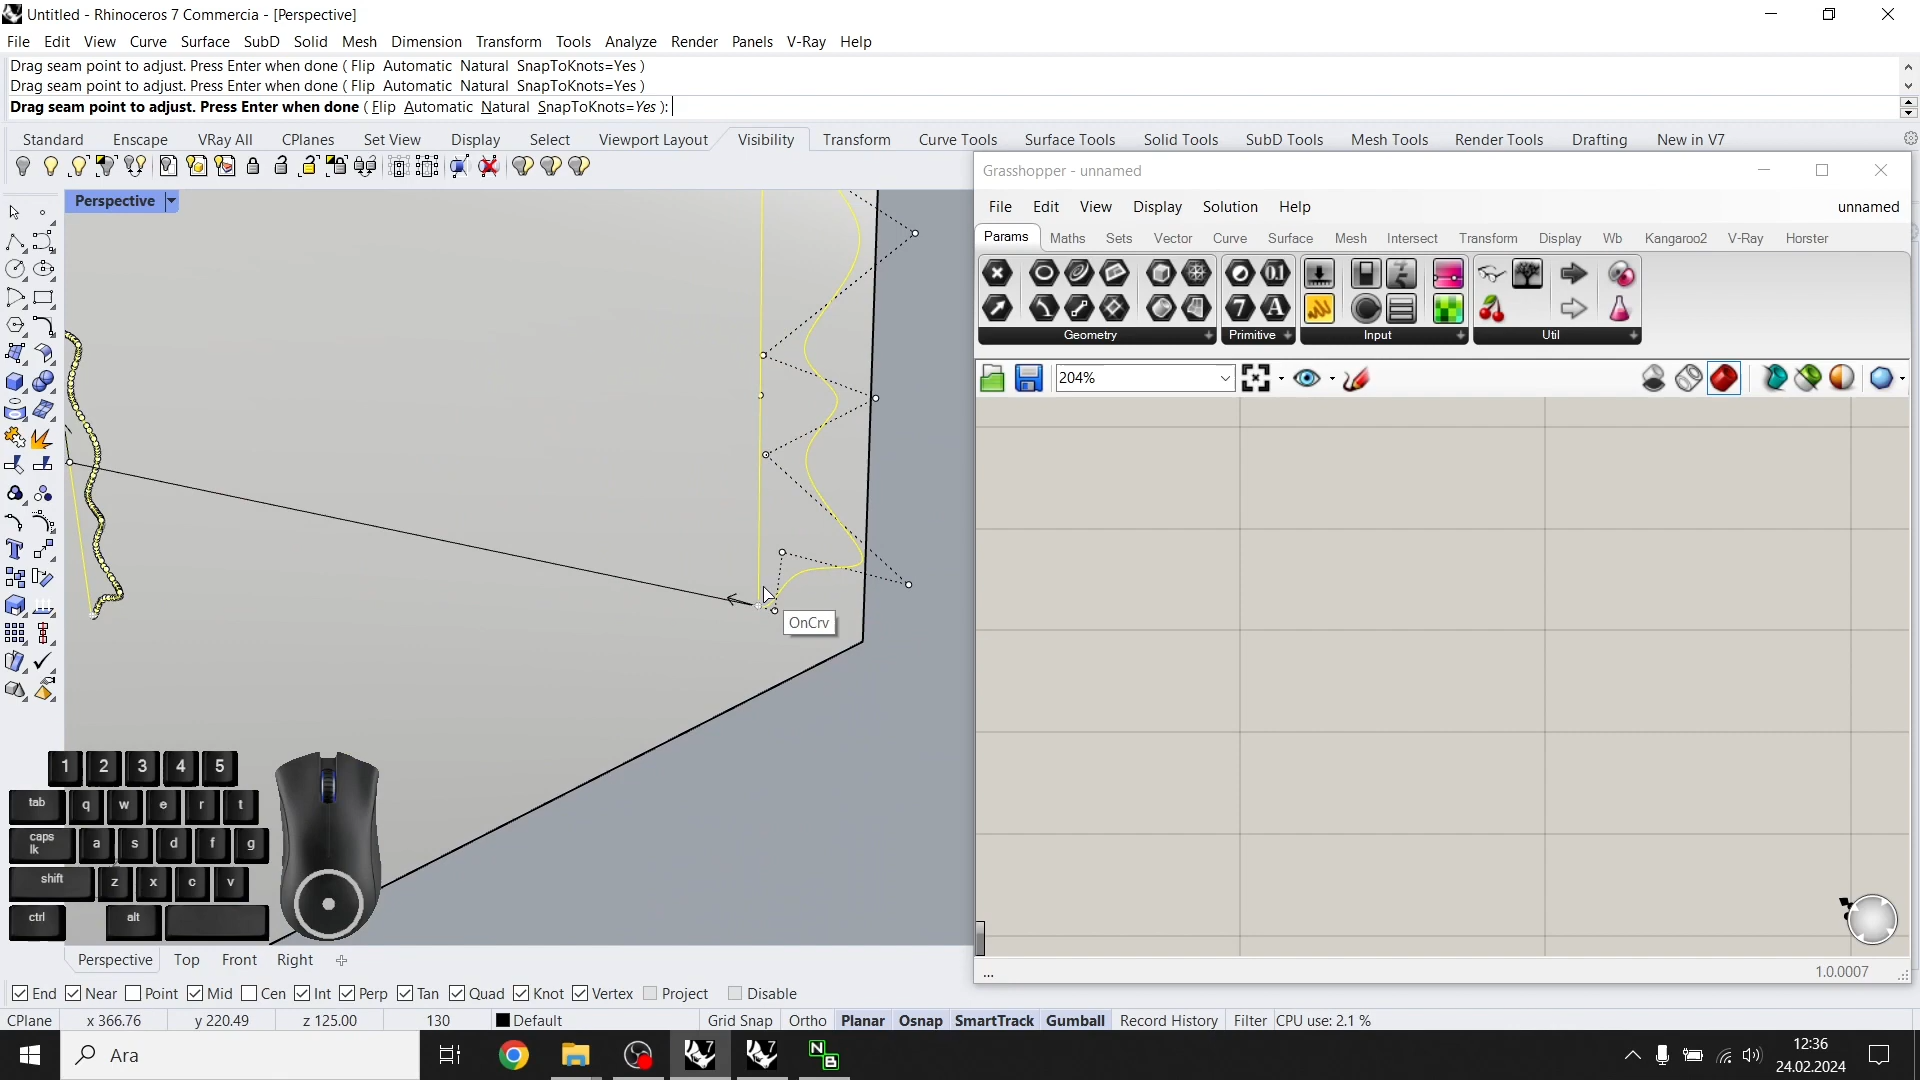 Untitled - Rhinoceros 7 Commercia - [Perspective]
File Edit View Curve Surface SubD Solid Mesh Dimension Transform Tools Analyze Render Panels V-Ray Help
Drag seam point to adjust. Press Enter when done ( Flip Automatic Natural SnapToKnots=Yes )
Drag seam point to adjust. Press Enter when done ( Flip Automatic Natural SnapToKnots=Yes )
Drag seam point to adjust. Press Enter when done ( Flip Automatic Natural SnapToKnots=Yes ):
Standard Enscape VRay All CPlanes Set View Display Select Viewport Layout Visibility Transform Curve Tools Surface Tools Solid Tools SubD Tools Mesh Tools Render Tools Drafting New in V7
Grasshopper - unnamed
Perspective
File Edit View Display Solution Help unnamed
Params Maths Sets Vector Curve Surface Mesh Intersect Transform Display Wb Kangaroo2 V-Ray Horster
Geometry Primitive Input Util
204%
OnCrv
1 2 3 4 5
tab q w e r t
caps lk a s d f g
shift z x c v
ctrl alt
Perspective Top Front Right
... 1.0.0007
End Near Point Mid Cen Int Perp Tan Quad Knot Vertex Project Disable
CPlane x 366.76 y 220.49 z 125.00 130 Default Grid Snap Ortho Planar Osnap SmartTrack Gumball Record History Filter CPU use: 2.1 %
Ara
12:36
24.02.2024